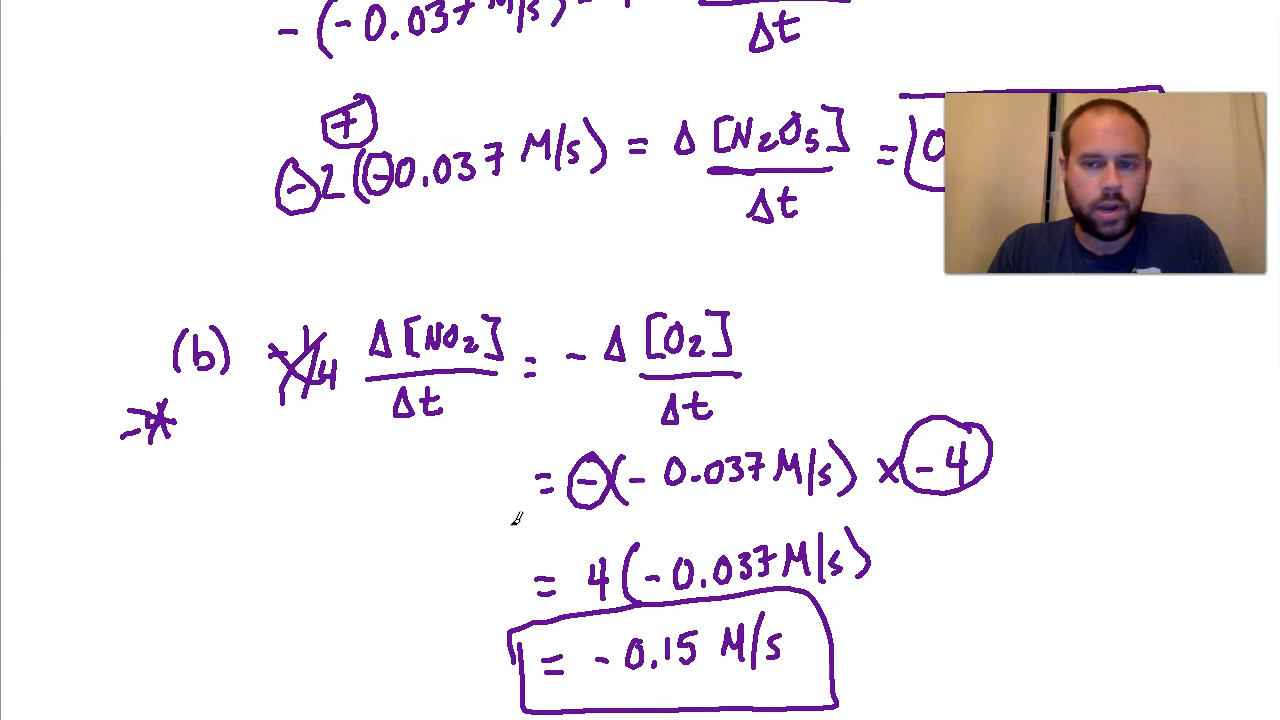 - (-0.037 M/s)
Δt
+
-2(-0.037 M/s) = Δ[N₂O₅] = 0
Δt
(b) -1/4 Δ[NO₂] = -Δ[O₂]
Δt Δt
= -(-0.037 M/s) x -4
= 4(-0.037 M/s)
= -0.15 M/s